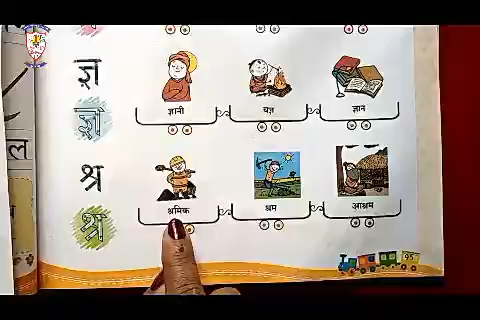 ज्ञ
ज्ञानी यज्ञ ज्ञान
ज्ञ
श्र
श्रमिक श्रम आश्रम
श्र
95
ल